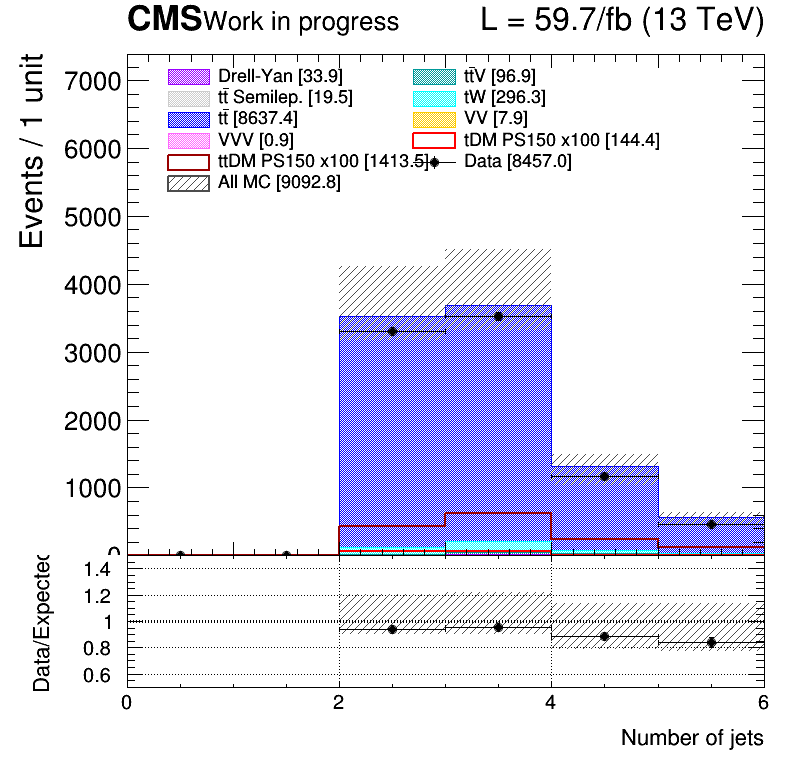 CMS Work in progress L = 59.7/fb (13 TeV)
Events / 1 unit
7000
6000
5000
4000
3000
2000
1000
0
Drell-Yan [33.9] tt̄V [96.9]
tt̄ Semilep. [19.5] tW [296.3]
tt̄ [8637.4] VV [7.9]
VVV [0.9] tDM PS150 x100 [144.4]
ttDM PS150 x100 [1413.5] Data [8457.0]
All MC [9092.8]
Data/Expected
1.4
1.2
1
0.8
0.6
0 2 4 6
Number of jets